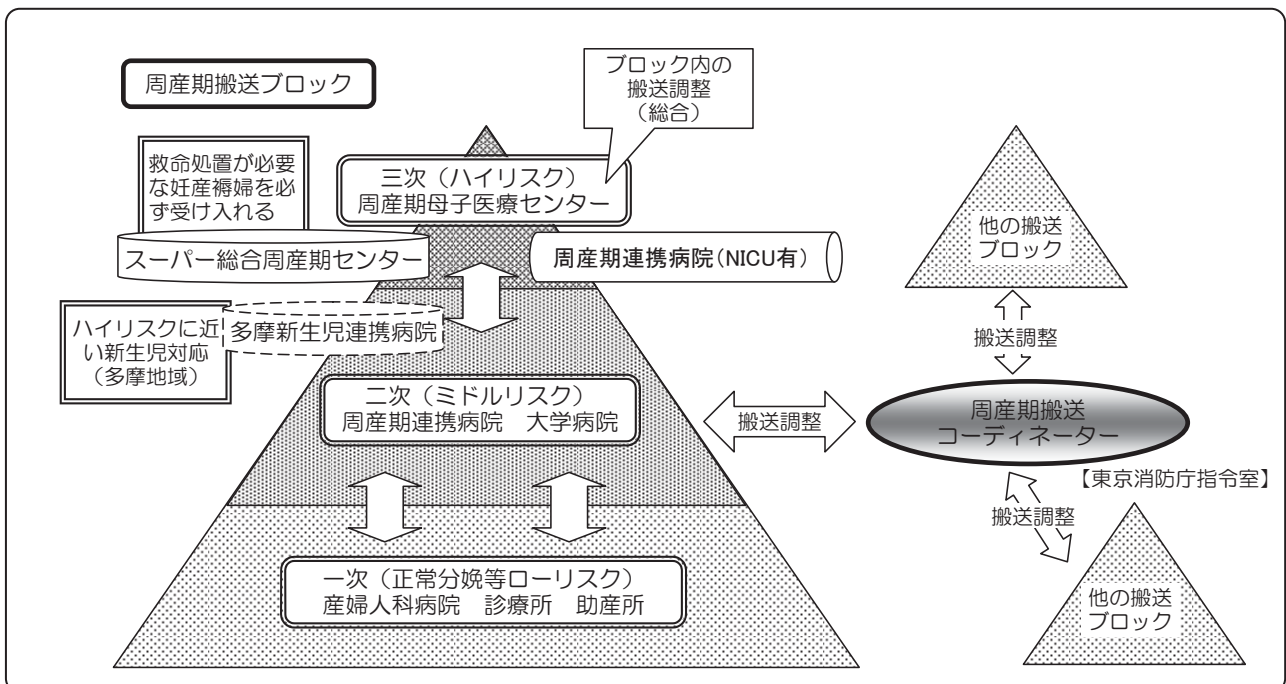 周産期搬送ブロック
ブロック内の
搬送調整
（総合）
救命処置が必要
な妊産褥婦を必
ず受け入れる
三次（ハイリスク）
周産期母子医療センター
スーパー総合周産期センター
周産期連携病院（NICU有）
ハイリスクに近
い新生児対応
（多摩地域）
多摩新生児連携病院
二次（ミドルリスク）
周産期連携病院　大学病院
一次（正常分娩等ローリスク）
産婦人科病院　診療所　助産所
他の搬送
ブロック
搬送調整
搬送調整
周産期搬送
コーディネーター
【東京消防庁指令室】
搬送調整
他の搬送
ブロック